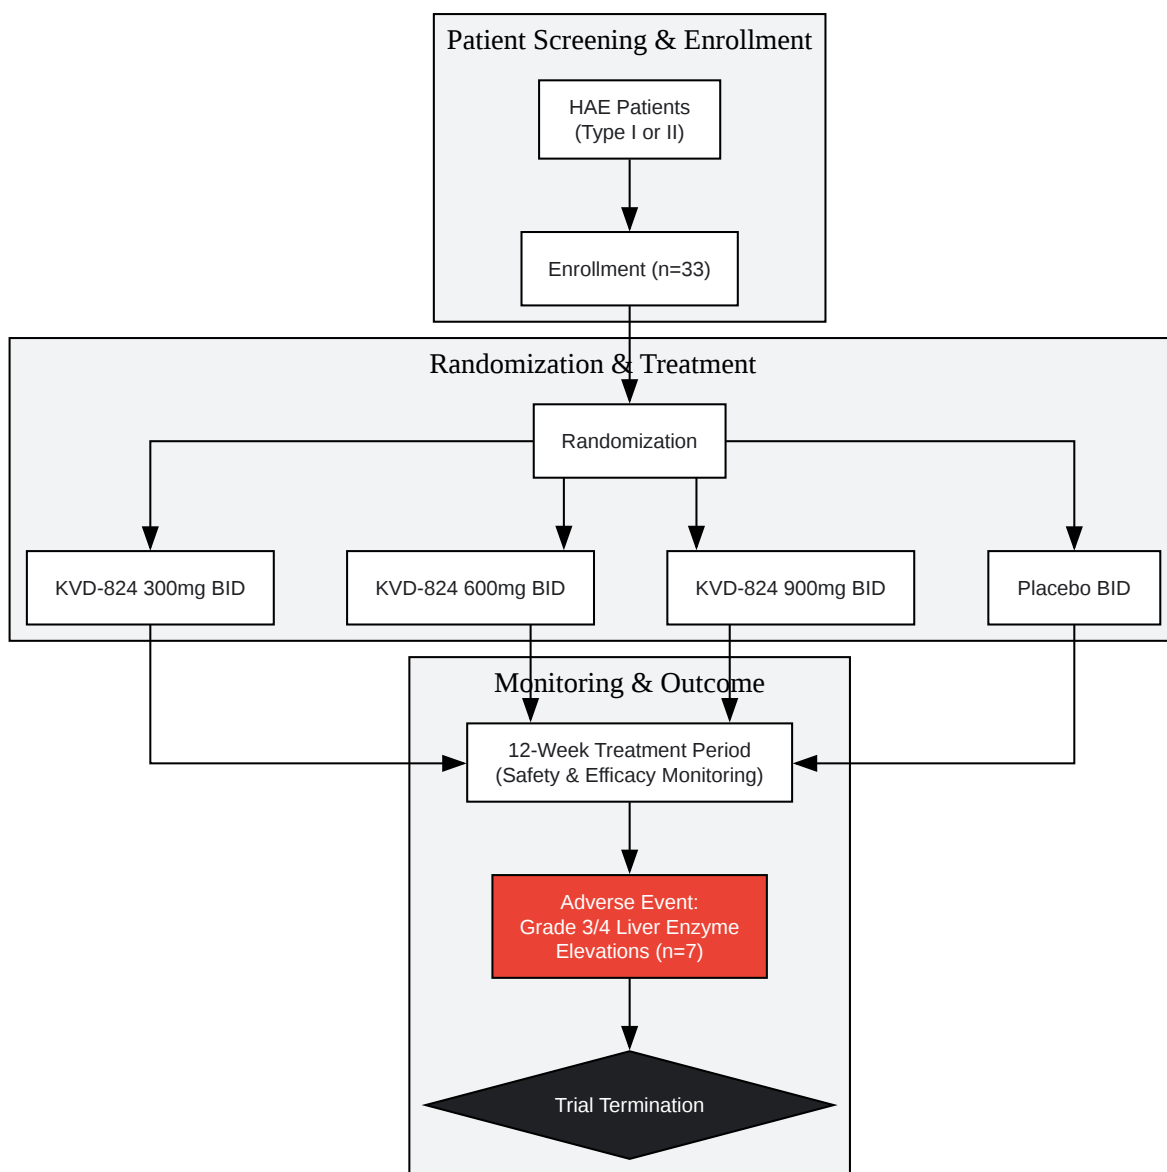 Patient Screening & Enrollment
HAE Patients
(Type I or II)
Enrollment (n=33)
Randomization & Treatment
Randomization
KVD-824 300mg BID
KVD-824 600mg BID
KVD-824 900mg BID
Placebo BID
Monitoring & Outcome
12-Week Treatment Period
(Safety & Efficacy Monitoring)
Adverse Event:
Grade 3/4 Liver Enzyme
Elevations (n=7)
Trial Termination